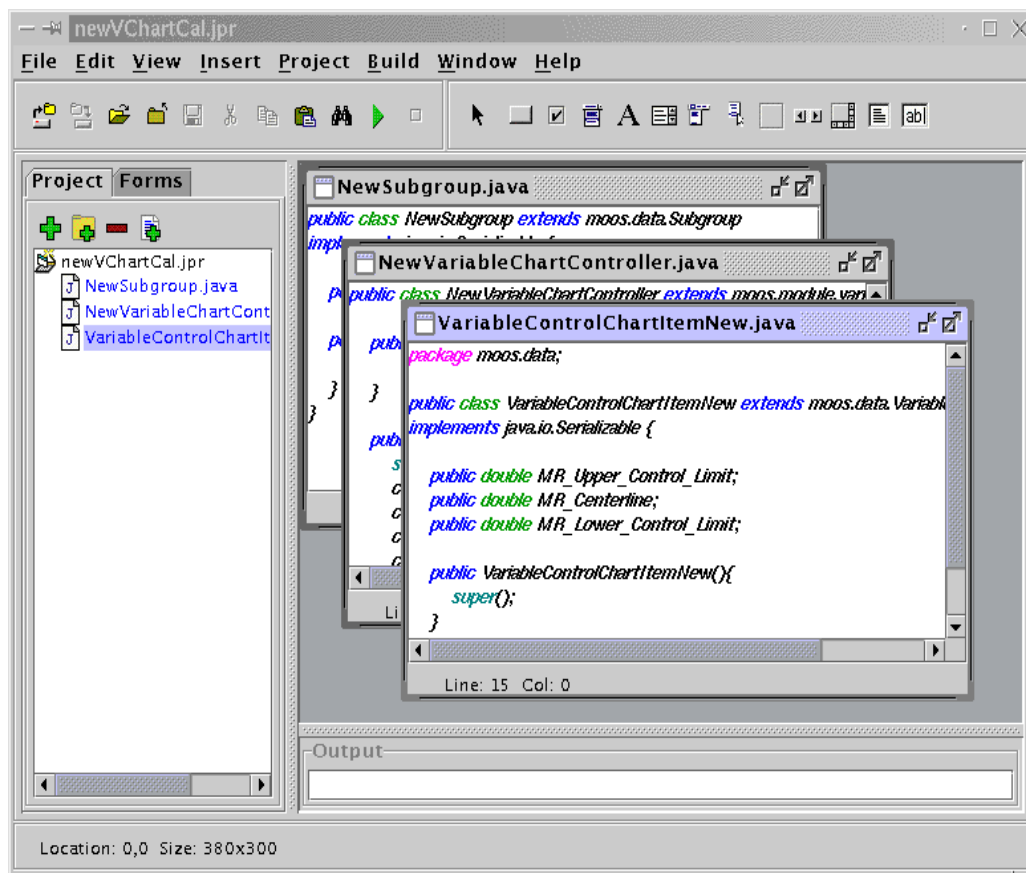 newVChartCal.jpr
File Edit View Insert Project Build Window Help
A
ab
Project Forms
newVChartCal.jpr
J NewSubgroup.java
J NewVariableChartCont
J VariableControlChartIt
NewSubgroup.java
public class NewSubgroup extends moos.data.Subgroup
}
}
NewVariableChartController.java
public class NewVariableChartController extends moos.module.vari
}
Li
VariableControlChartItemNew.java
package moos.data;
public class VariableControlChartItemNew extends moos.data.Variabl
implements java.io.Serializable {
public double MR_Upper_Control_Limit;
public double MR_Centerline;
public double MR_Lower_Control_Limit;
public VariableControlChartItemNew(){
super();
}
Line: 15 Col: 0
Output
Location: 0,0 Size: 380x300